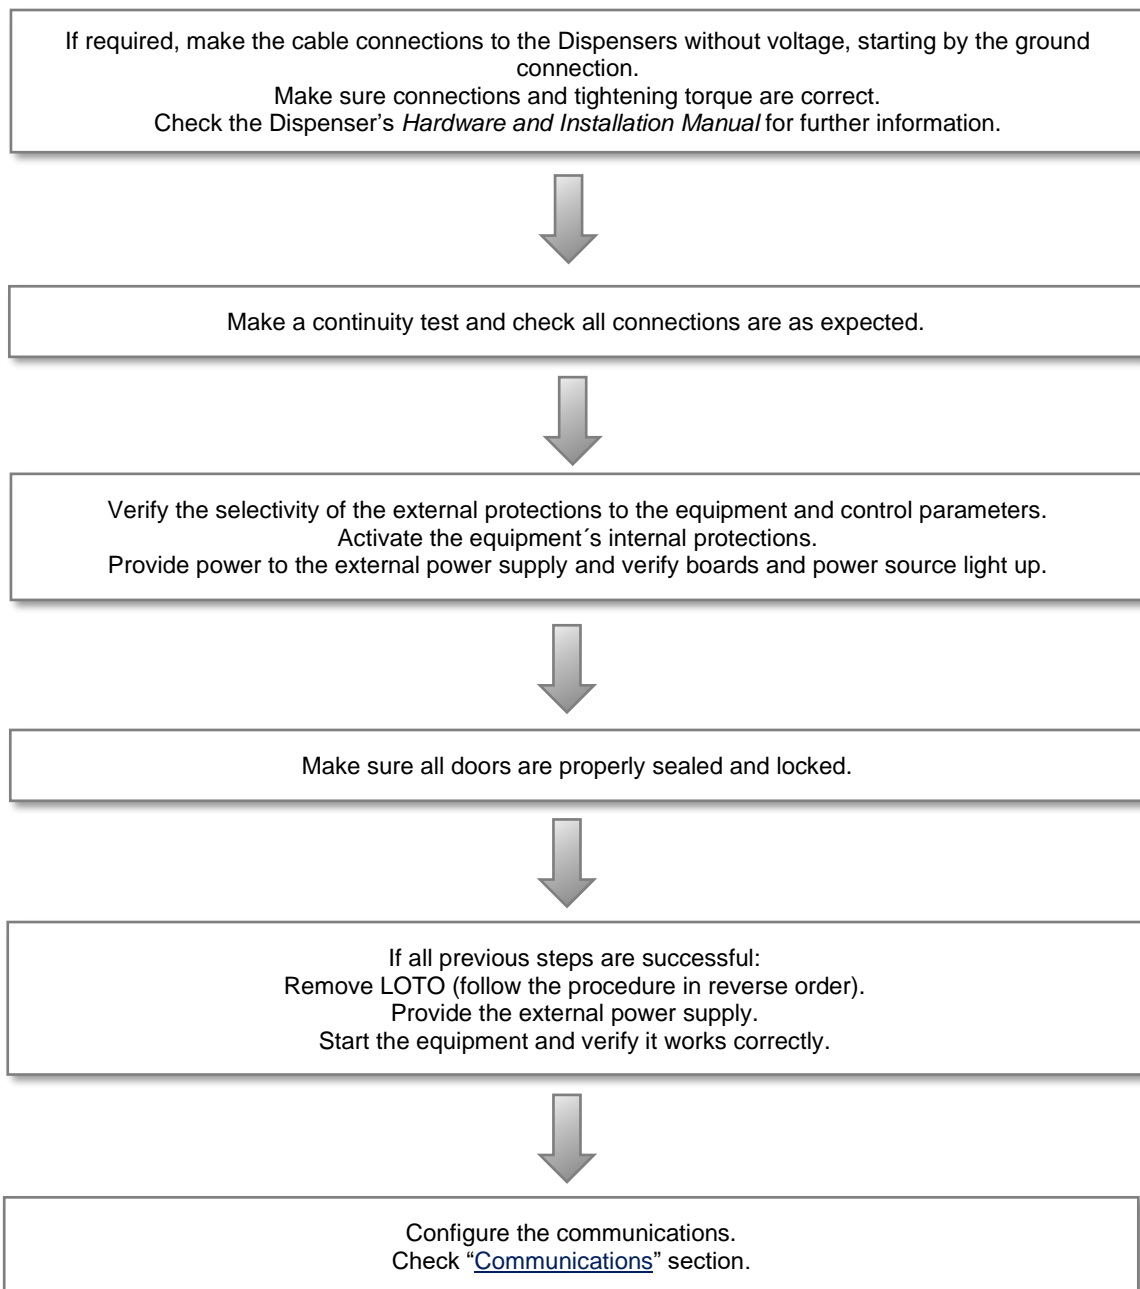 If required, make the cable connections to the Dispensers without voltage, starting by the ground
connection.
Make sure connections and tightening torque are correct.
Check the Dispenser’s Hardware and Installation Manual for further information.
Make a continuity test and check all connections are as expected.
Verify the selectivity of the external protections to the equipment and control parameters.
Activate the equipment´s internal protections.
Provide power to the external power supply and verify boards and power source light up.
Make sure all doors are properly sealed and locked.
If all previous steps are successful:
Remove LOTO (follow the procedure in reverse order).
Provide the external power supply.
Start the equipment and verify it works correctly.
Configure the communications.
Check “Communications” section.